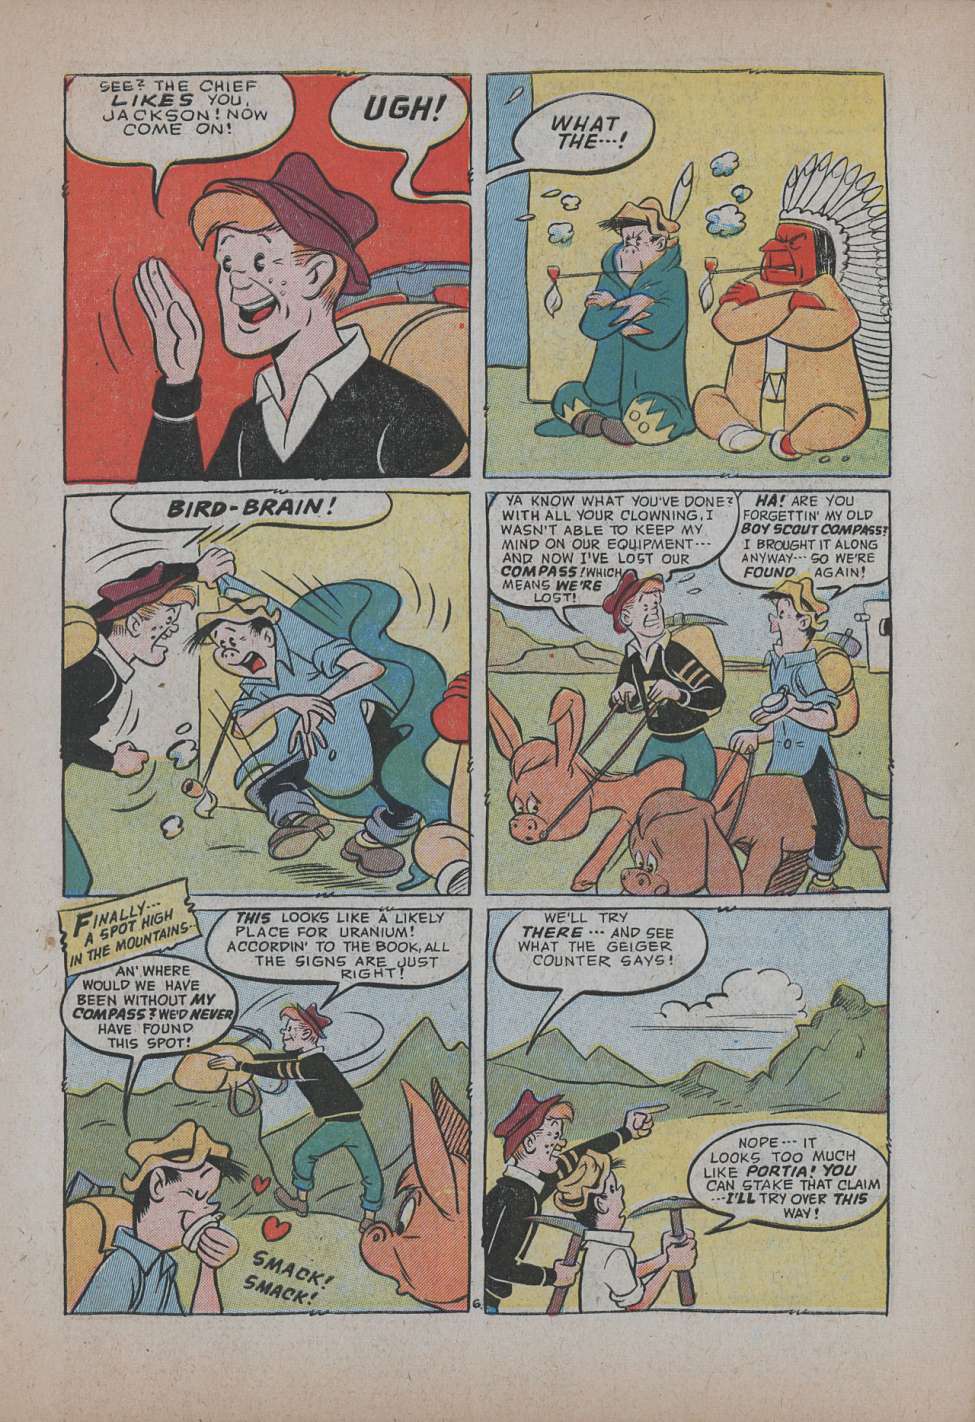 SEE? THE CHIEF
LIKES YOU,
JACKSON! NOW
COME ON!
UGH!
WHAT
THE---!
BIRD-BRAIN!
YA KNOW WHAT YOU'VE DONE?
WITH ALL YOUR CLOWNING, I
WASN'T ABLE TO KEEP MY
MIND ON OUR EQUIPMENT---
AND NOW I'VE LOST OUR
COMPASS! WHICH
MEANS WE'RE
LOST!
HA! ARE YOU
FORGETTIN' MY OLD
BOY SCOUT COMPASS?
I BROUGHT IT ALONG
ANYWAY--- SO WE'RE
FOUND AGAIN!
FINALLY---
A SPOT HIGH
IN THE MOUNTAINS--
THIS LOOKS LIKE A LIKELY
PLACE FOR URANIUM!
ACCORDIN' TO THE BOOK, ALL
THE SIGNS ARE JUST
RIGHT!
AN' WHERE
WOULD WE HAVE
BEEN WITHOUT MY
COMPASS? WE'D NEVER
HAVE FOUND
THIS SPOT!
SMACK!
SMACK!
6
WE'LL TRY
THERE --- AND SEE
WHAT THE GEIGER
COUNTER SAYS!
NOPE--- IT
LOOKS TOO MUCH
LIKE PORTIA! YOU
CAN STAKE THAT CLAIM
---I'LL TRY OVER THIS
WAY!